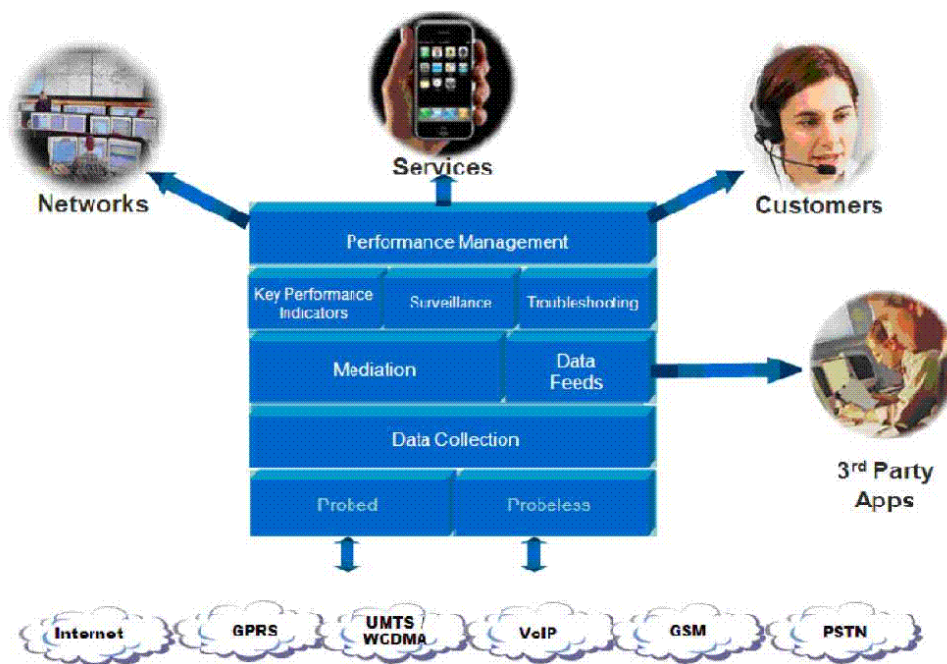 Services
Networks
Customers
Performance Management
Key Performance
Indicators
Surveillance
Troubleshooting
Mediation
Data
Feeds
Data Collection
3rd Party
Apps
Probed
Probeless
Internet
GPRS
UMTS
/ WCDMA
VoIP
GSM
PSTN